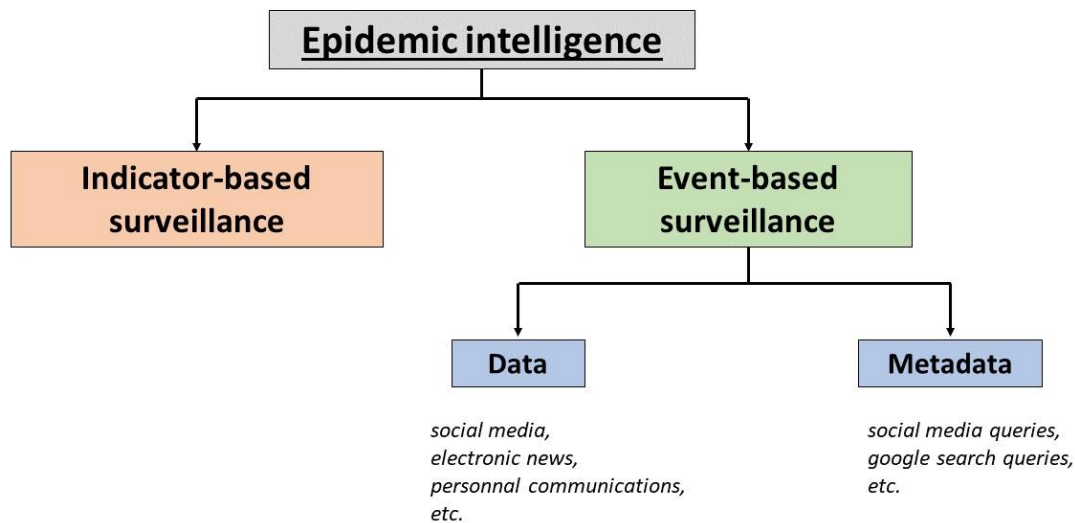 Epidemic intelligence
Indicator-based
surveillance
Event-based
surveillance
Data
Metadata
social media,
electronic news,
personnal communications,
etc.
social media queries,
google search queries,
etc.